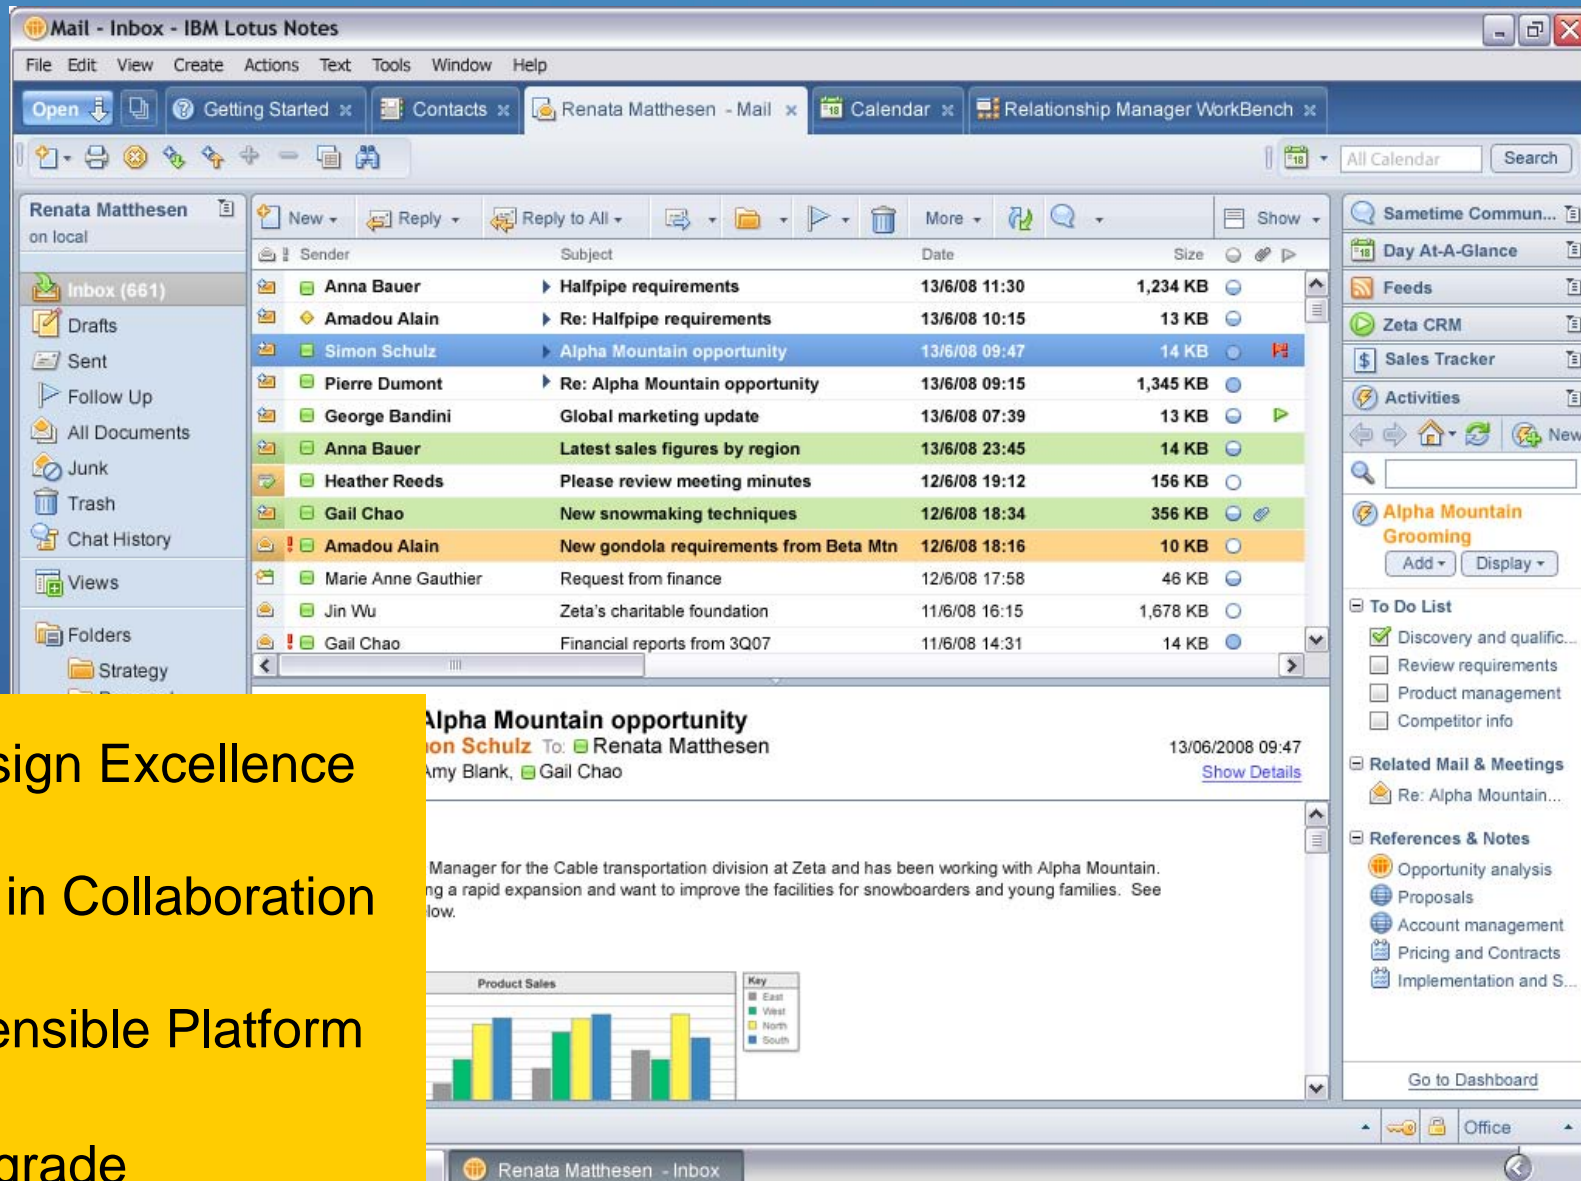 Mail - Inbox - IBM Lotus Notes
File Edit View Create Actions Text Tools Window Help
Open Getting Started Contacts Renata Matthesen - Mail Calendar Relationship Manager WorkBench
18 All Calendar Search
Renata Matthesen
on local
Inbox (661)
Drafts
Sent
Follow Up
All Documents
Junk
Trash
Chat History
Views
Folders
Strategy
New Reply Reply to All More Show
Sender Subject Date Size
Anna Bauer Halfpipe requirements 13/6/08 11:30 1,234 KB
Amadou Alain Re: Halfpipe requirements 13/6/08 10:15 13 KB
Simon Schulz Alpha Mountain opportunity 13/6/08 09:47 14 KB
Pierre Dumont Re: Alpha Mountain opportunity 13/6/08 09:15 1,345 KB
George Bandini Global marketing update 13/6/08 07:39 13 KB
Anna Bauer Latest sales figures by region 13/6/08 23:45 14 KB
Heather Reeds Please review meeting minutes 12/6/08 19:12 156 KB
Gail Chao New snowmaking techniques 12/6/08 18:34 356 KB
Amadou Alain New gondola requirements from Beta Mtn 12/6/08 18:16 10 KB
Marie Anne Gauthier Request from finance 12/6/08 17:58 46 KB
Jin Wu Zeta's charitable foundation 11/6/08 16:15 1,678 KB
Gail Chao Financial reports from 3Q07 11/6/08 14:31 14 KB
Alpha Mountain opportunity
on Schulz To: Renata Matthesen 13/06/2008 09:47
Amy Blank, Gail Chao Show Details
Manager for the Cable transportation division at Zeta and has been working with Alpha Mountain.
ng a rapid expansion and want to improve the facilities for snowboarders and young families. See
low.
Product Sales
Key
East
West
North
South
Sametime Commun...
Day At-A-Glance
Feeds
Zeta CRM
$ Sales Tracker
Activities
New
Alpha Mountain
Grooming
Add Display
To Do List
Discovery and qualific...
Review requirements
Product management
Competitor info
Related Mail & Meetings
Re: Alpha Mountain...
References & Notes
Opportunity analysis
Proposals
Account management
Pricing and Contracts
Implementation and S...
Go to Dashboard
Office
Renata Matthesen - Inbox
sign Excellence
in Collaboration
ensible Platform
grade